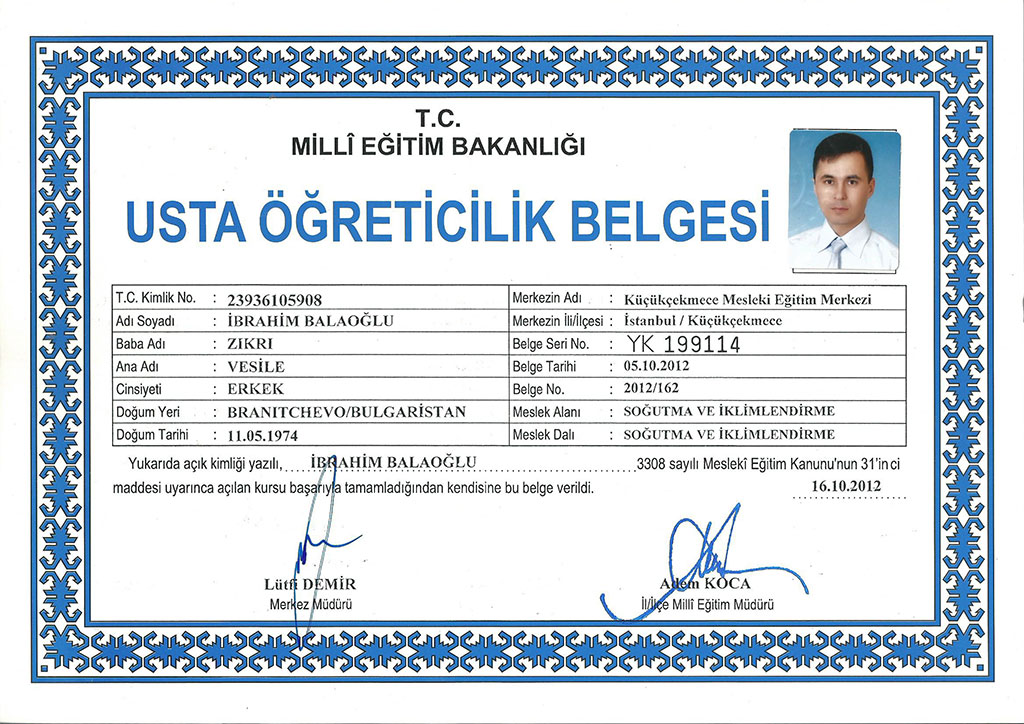 T.C.
MİLLÎ EĞİTİM BAKANLIĞI
USTA ÖĞRETİCİLİK BELGESİ
T.C. Kimlik No. : 23936105908 Merkezin Adı : Küçükçekmece Mesleki Eğitim Merkezi
Adı Soyadı : İBRAHİM BALAOĞLU Merkezin İli/İlçesi : İstanbul / Küçükçekmece
Baba Adı : ZIKRI Belge Seri No. : YK 199114
Ana Adı : VESİLE Belge Tarihi : 05.10.2012
Cinsiyeti : ERKEK Belge No. : 2012/162
Doğum Yeri : BRANITCHEVO/BULGARİSTAN Meslek Alanı : SOĞUTMA VE İKLİMLENDİRME
Doğum Tarihi : 11.05.1974 Meslek Dalı : SOĞUTMA VE İKLİMLENDİRME
Yukarıda açık kimliği yazılı, İBRAHİM BALAOĞLU 3308 sayılı Meslekî Eğitim Kanunu'nun 31'inci
maddesi uyarınca açılan kursu başarıyla tamamladığından kendisine bu belge verildi.
16.10.2012
Lütfi DEMİR Adem KOCA
Merkez Müdürü İl/İlçe Millî Eğitim Müdürü